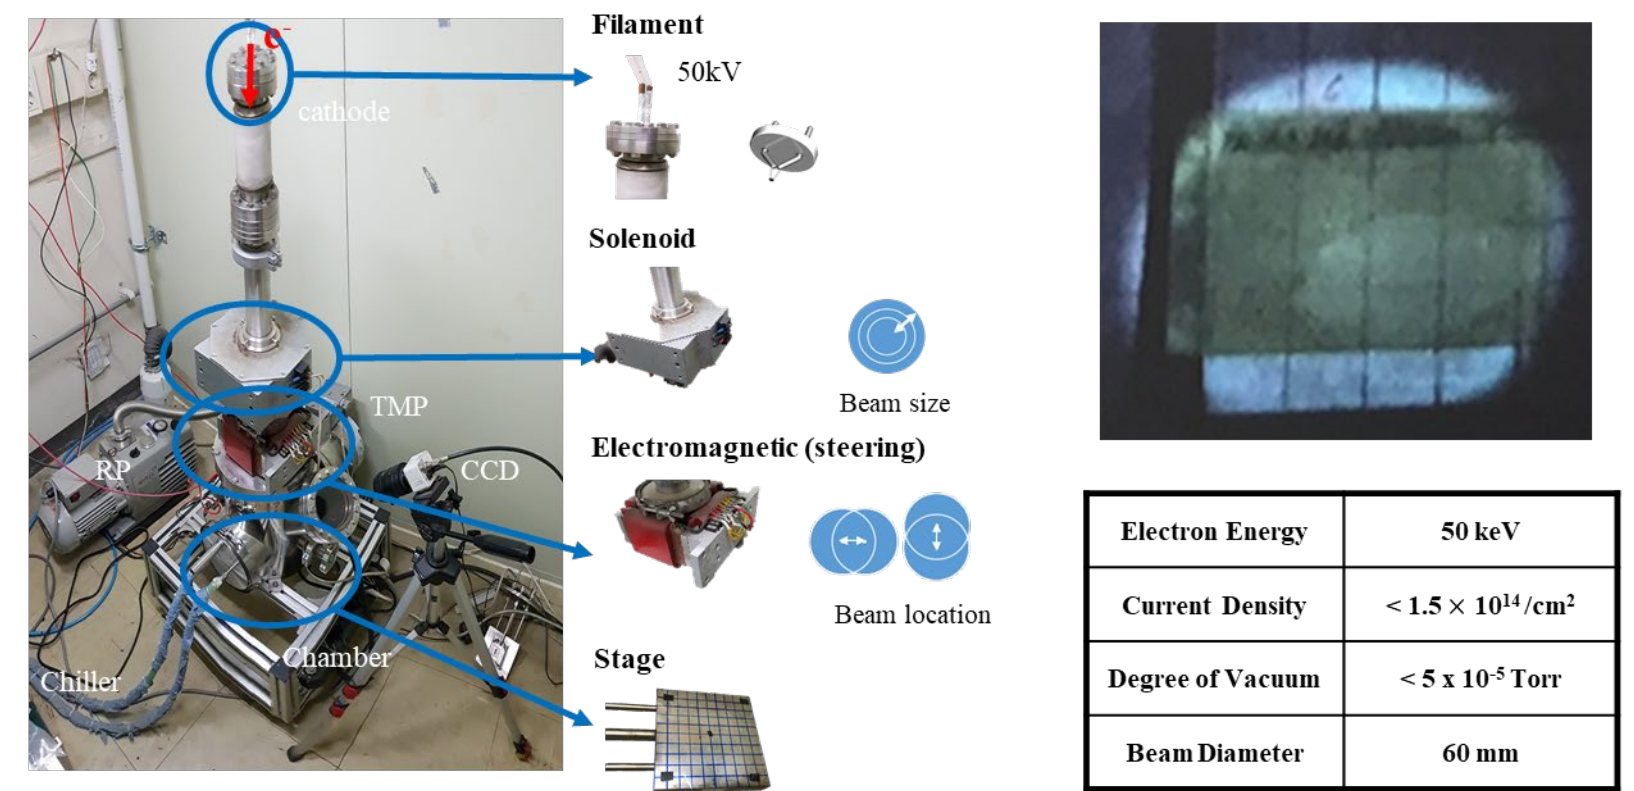 e-
cathode
TMP
RP
CCD
Chamber
Chiller
Filament
50kV
Solenoid
Beam size
Electromagnetic (steering)
Beam location
Stage
6
Electron Energy 50 keV
Current Density < 1.5 × 10¹⁴ /cm²
Degree of Vacuum < 5 x 10⁻⁵ Torr
Beam Diameter 60 mm